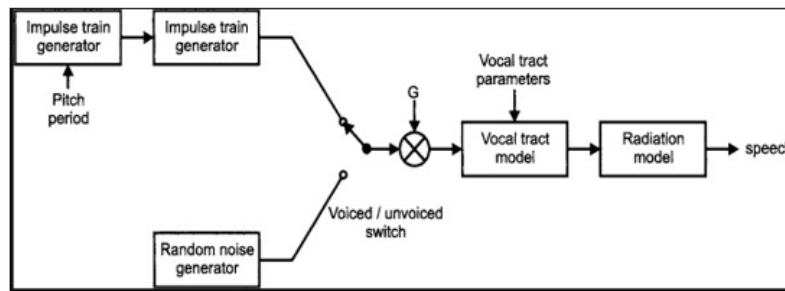 Impulse train
generator
Impulse train
generator
Pitch
period
G
Vocal tract
parameters
Vocal tract
model
Radiation
model
speech
Voiced / unvoiced
switch
Random noise
generator